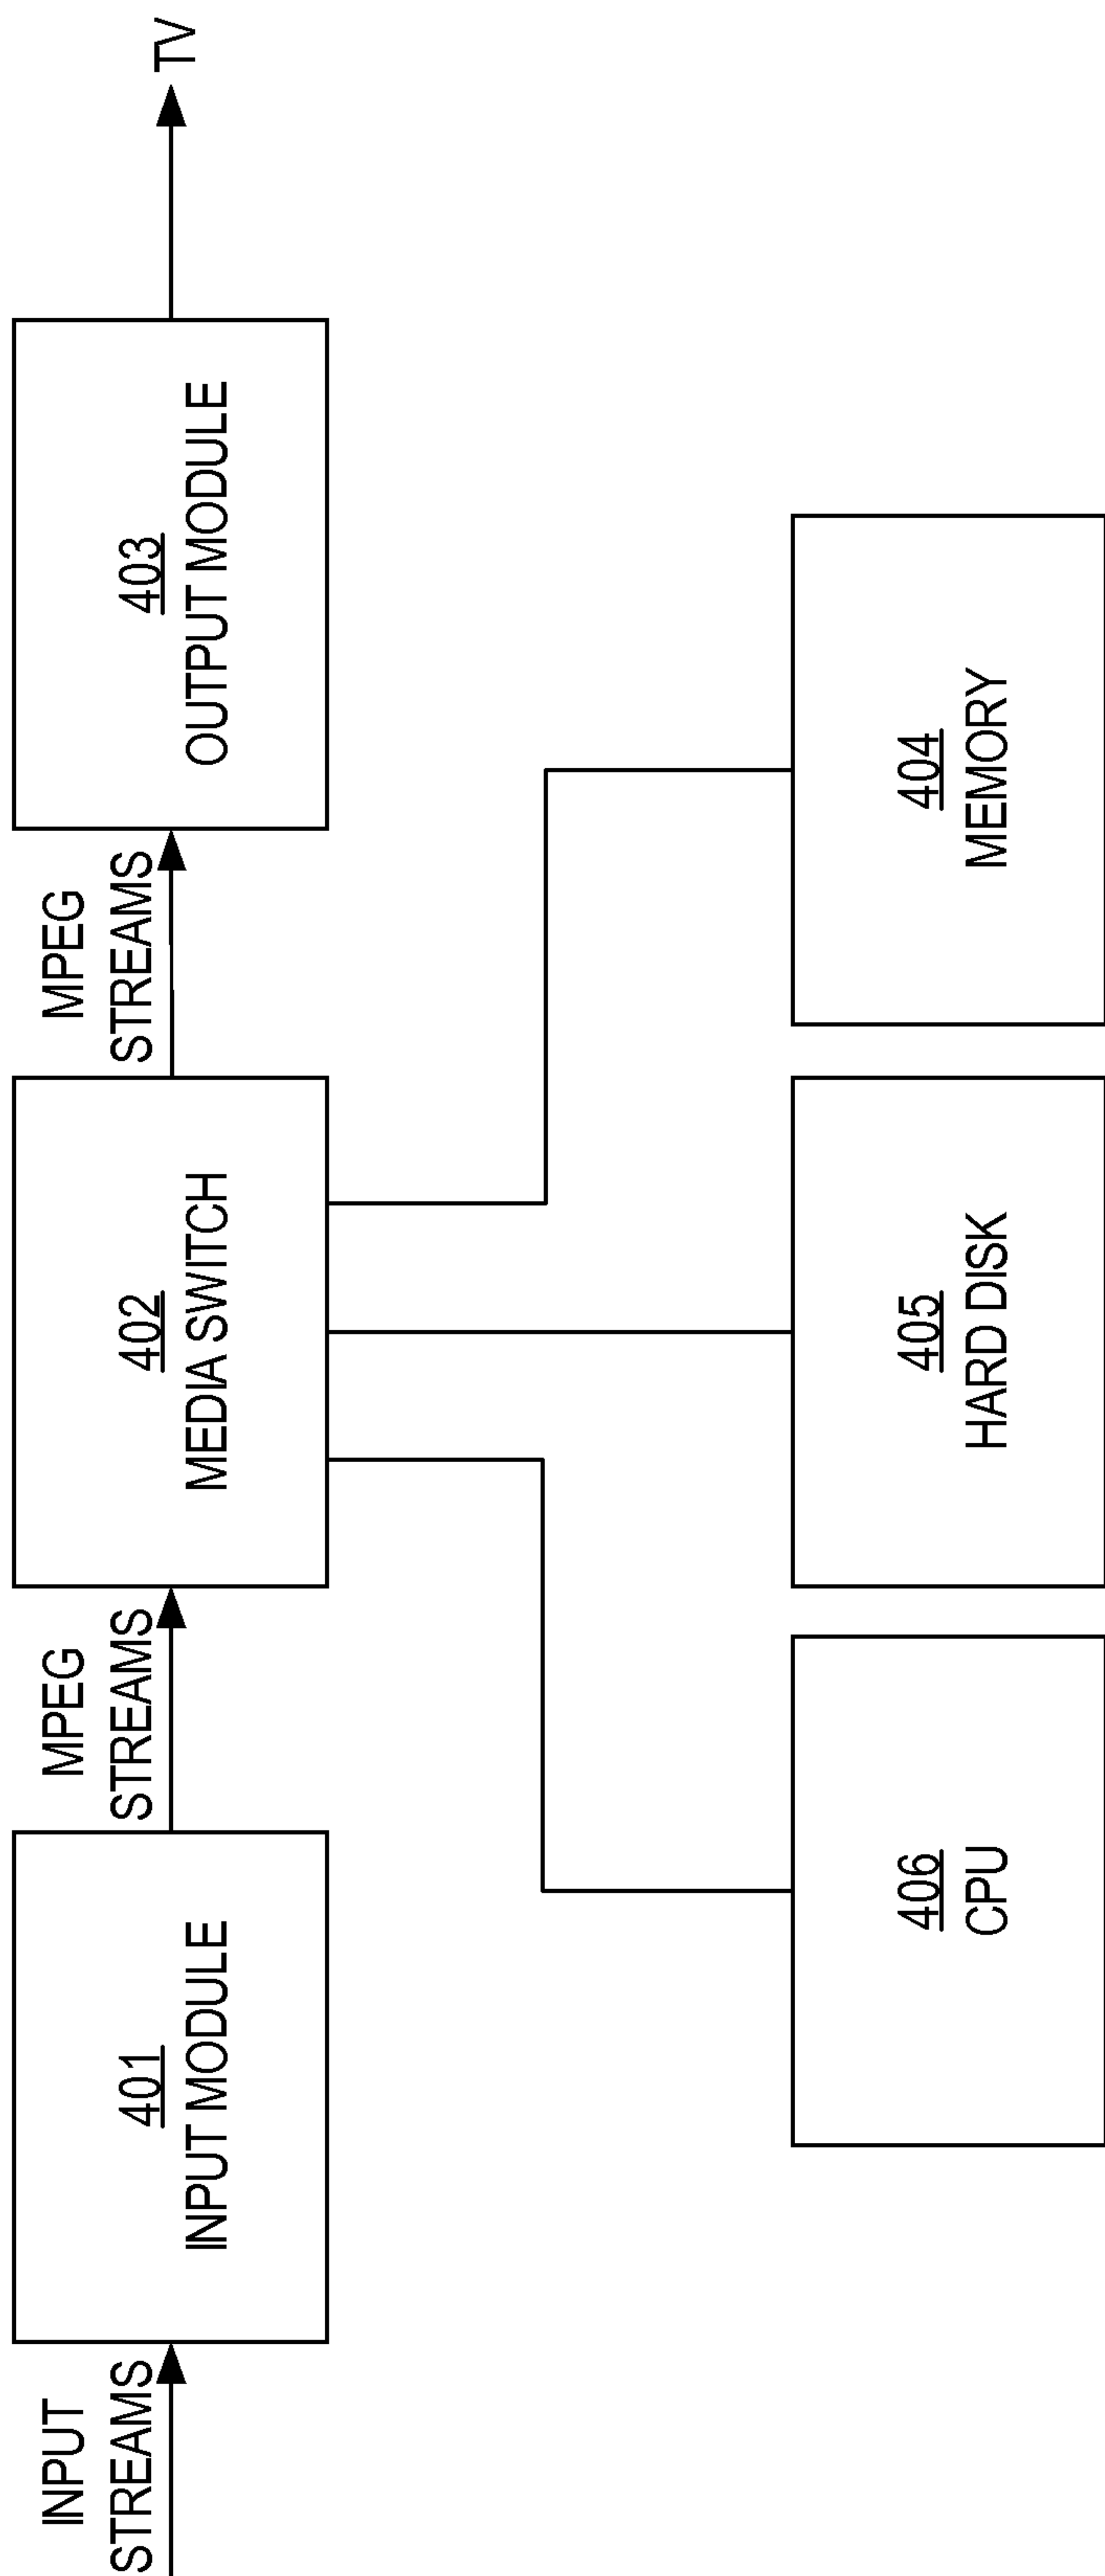 INPUT
STREAMS
401
INPUT MODULE
MPEG
STREAMS
402
MEDIA SWITCH
MPEG
STREAMS
403
OUTPUT MODULE
TV
406
CPU
405
HARD DISK
404
MEMORY